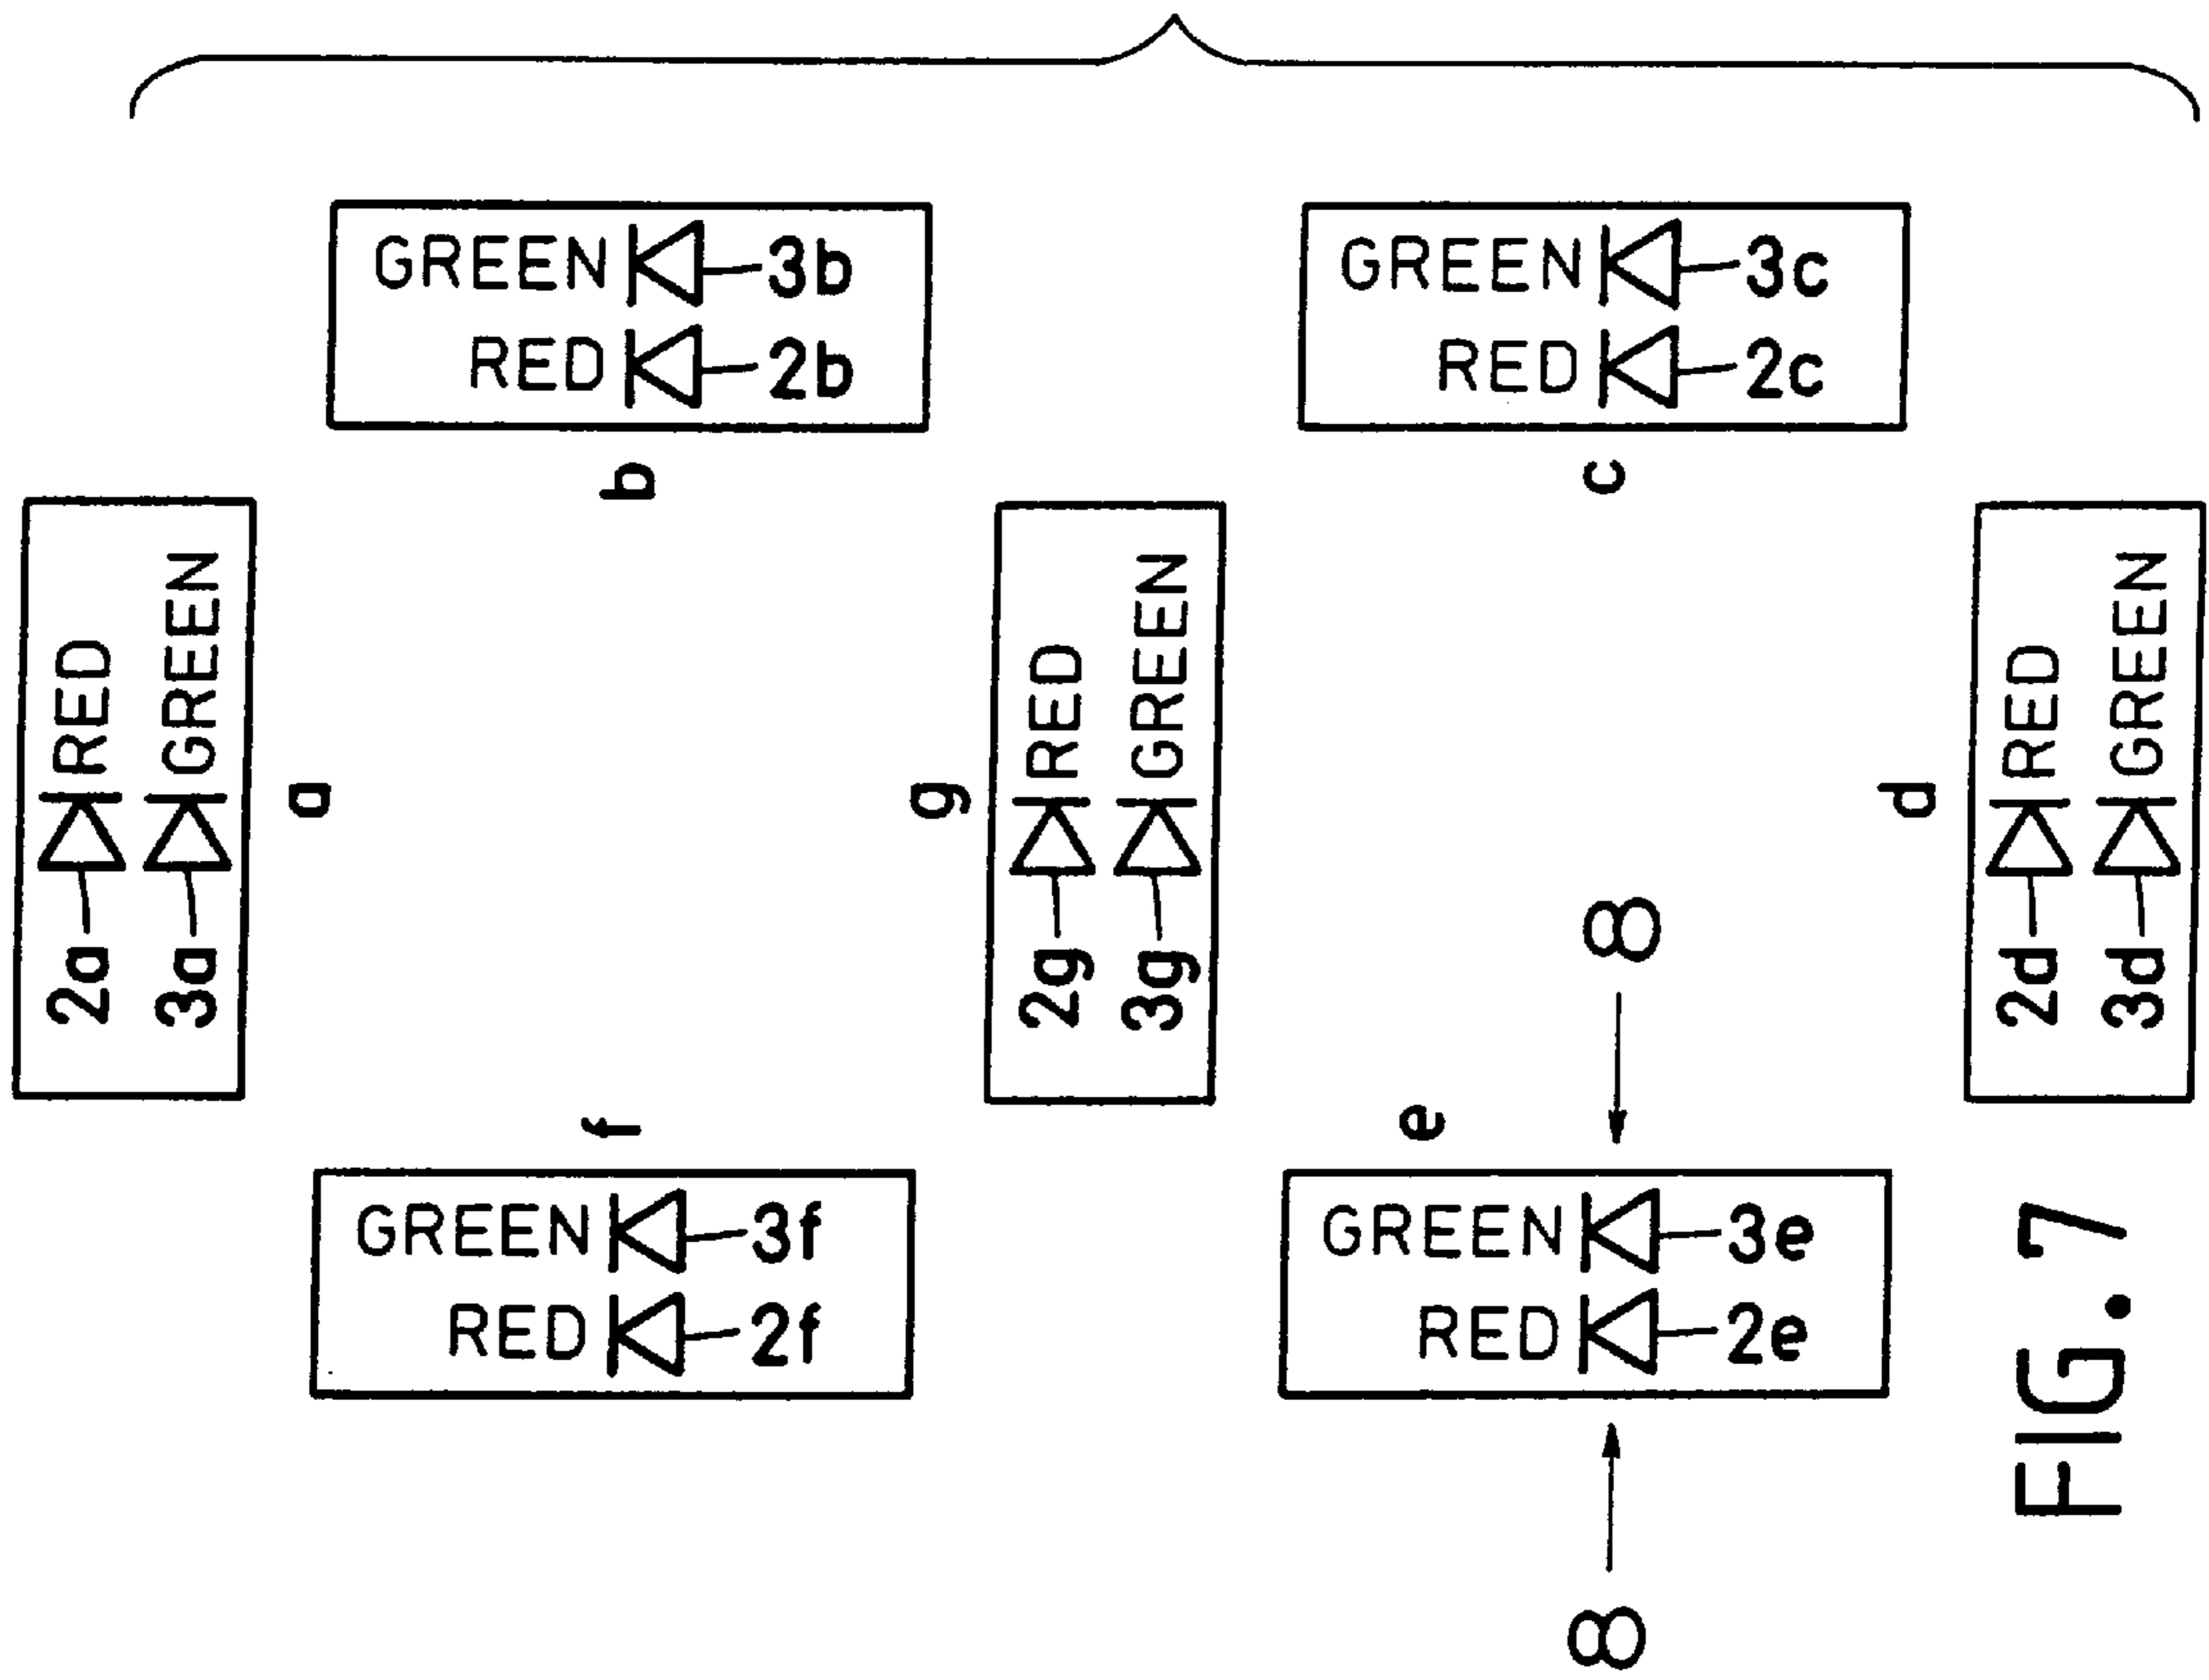 GREEN 3b
RED 2b
b
GREEN 3c
RED 2c
c
2a RED
3a GREEN
a
g
2g RED
3g GREEN
d
2d RED
3d GREEN
f
GREEN 3f
RED 2f
e
GREEN 3e
RED 2e
8
8
FIG. 7